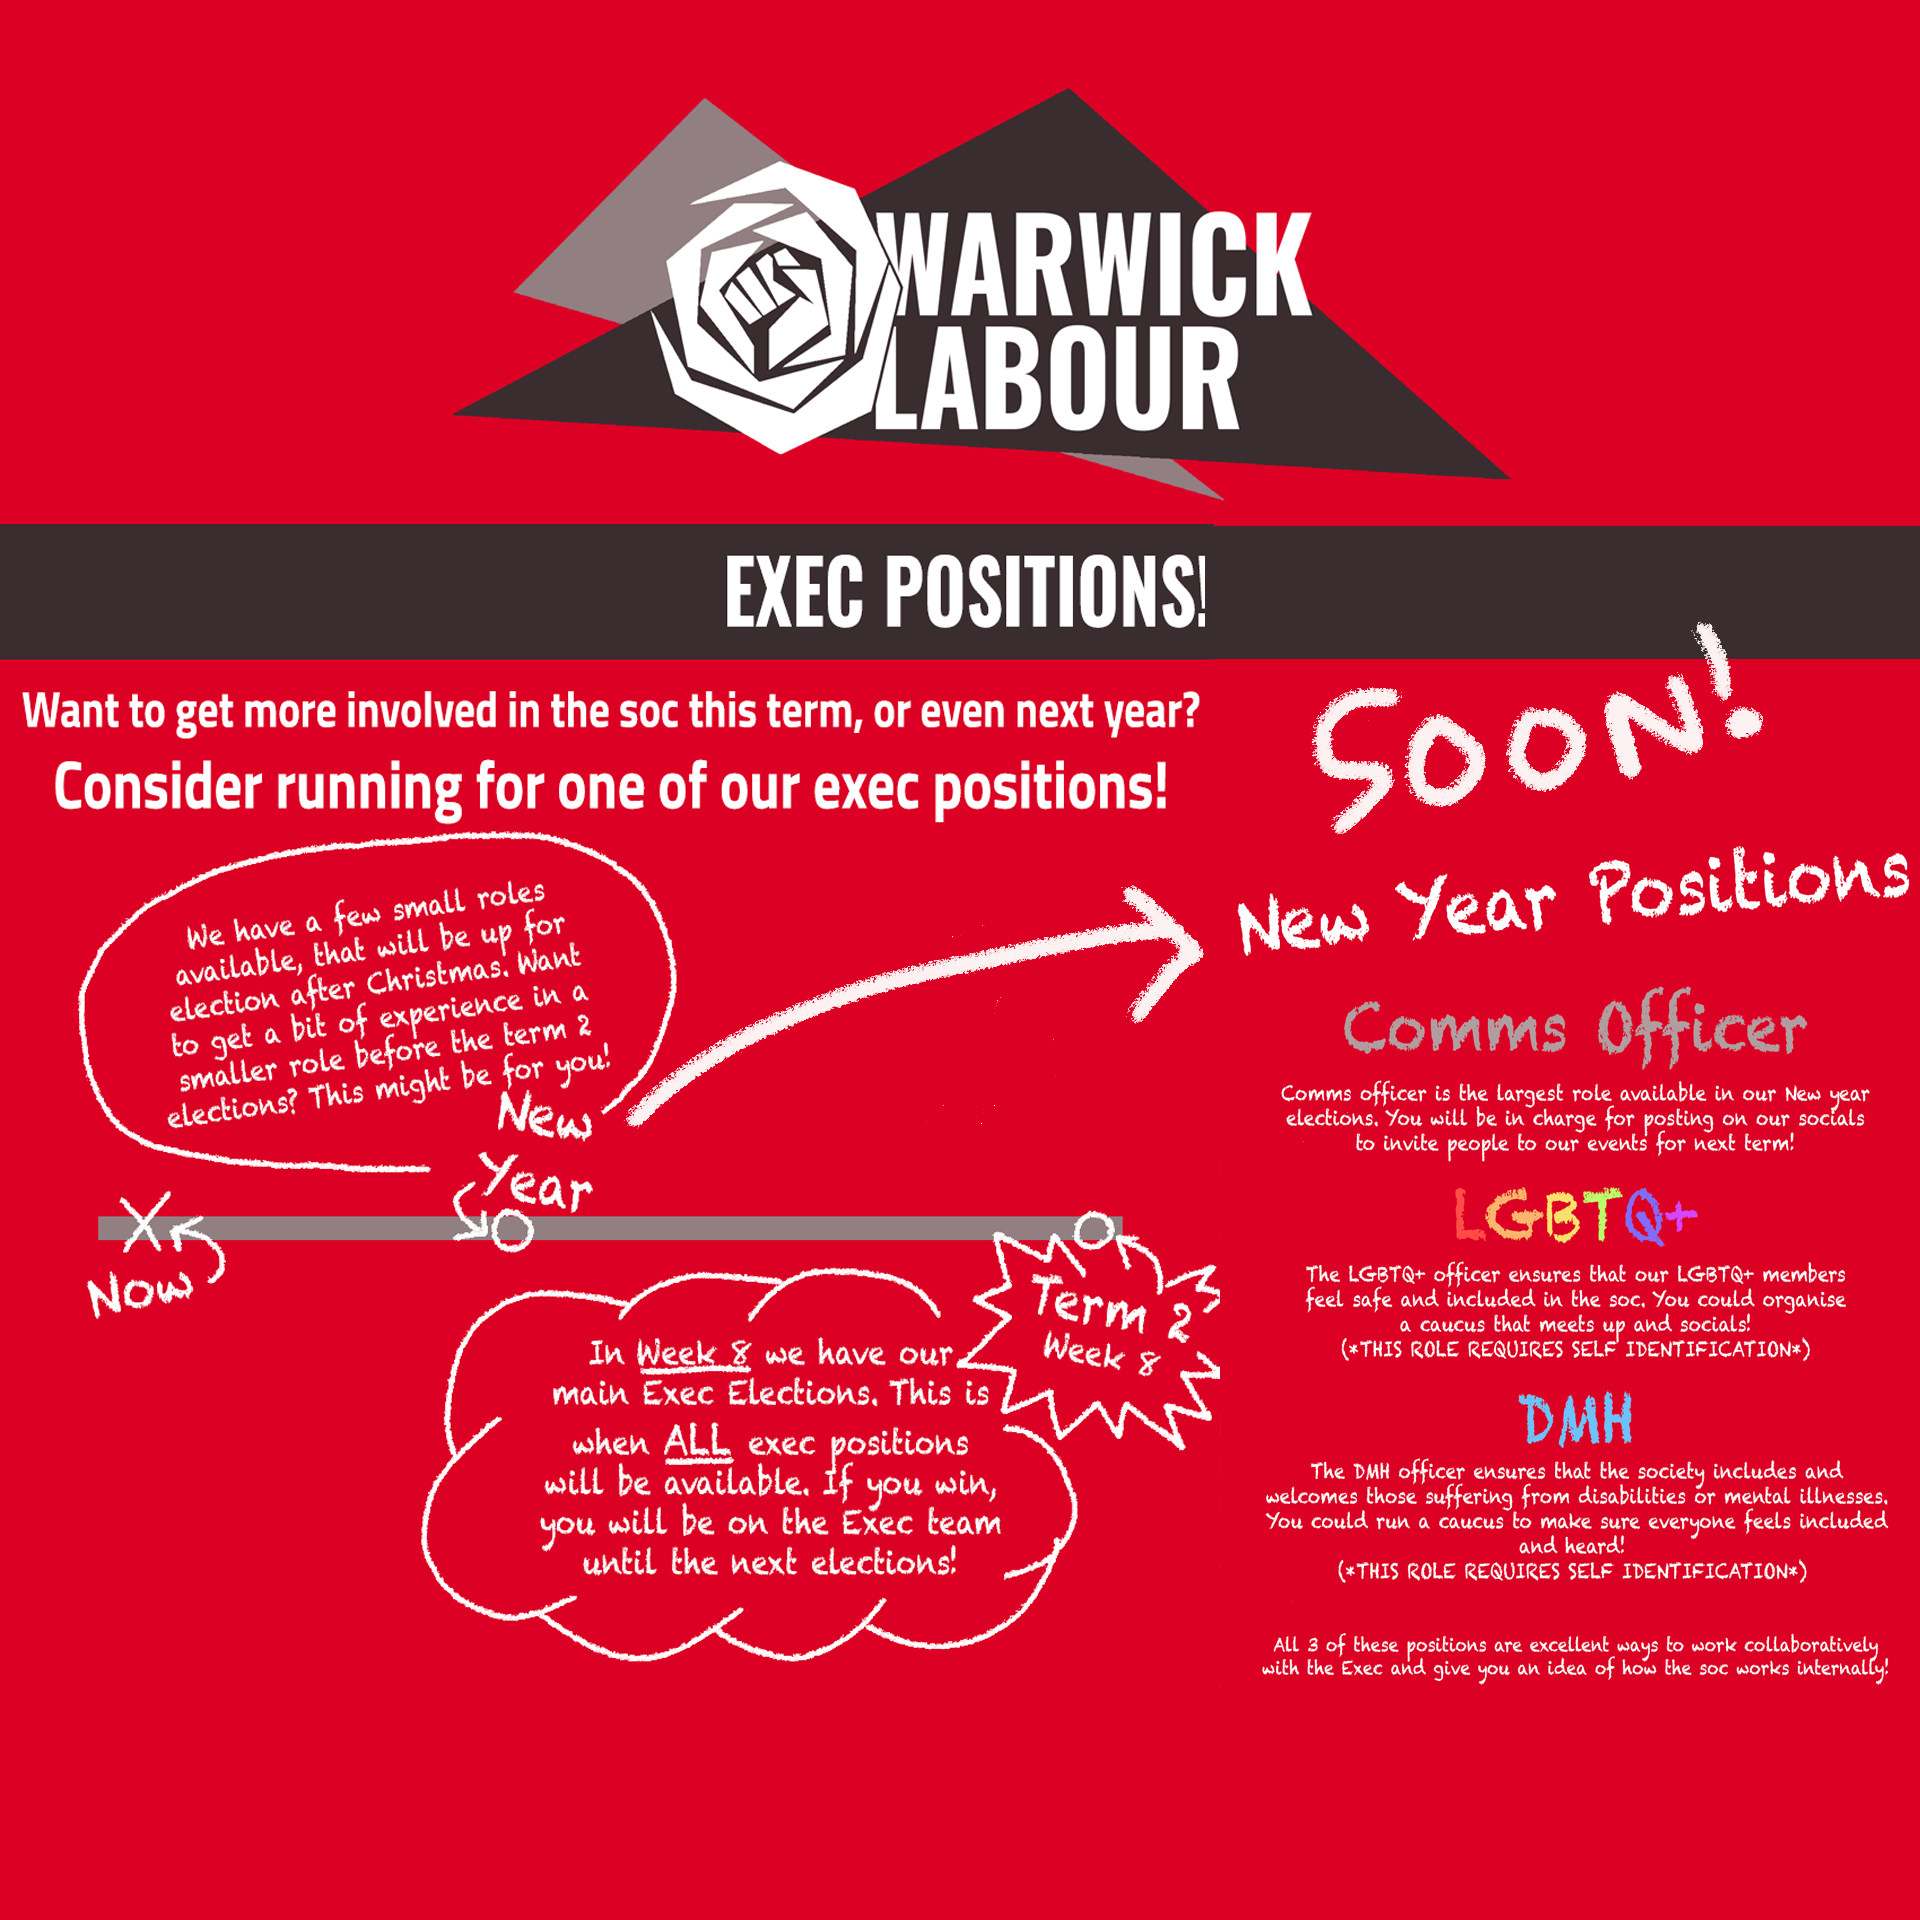 WARWICK
LABOUR
EXEC POSITIONS!
Want to get more involved in the soc this term, or even next year?
Consider running for one of our exec positions!
We have a few small roles
available, that will be up for
election after Christmas. Want
to get a bit of experience in a
smaller role before the term 2
elections? This might be for you!
New
Year
Now
Term 2
Week 8
In Week 8 we have our
main Exec Elections. This is
when ALL exec positions
will be available. If you win,
you will be on the Exec team
until the next elections!
SOON!
New Year Positions
Comms Officer
Comms officer is the largest role available in our New year
elections. You will be in charge for posting on our socials
to invite people to our events for next term!
LGBTQ+
The LGBTQ+ officer ensures that our LGBTQ+ members
feel safe and included in the soc. You could organise
a caucus that meets up and socials!
(*THIS ROLE REQUIRES SELF IDENTIFICATION*)
DMH
The DMH officer ensures that the society includes and
welcomes those suffering from disabilities or mental illnesses.
You could run a caucus to make sure everyone feels included
and heard!
(*THIS ROLE REQUIRES SELF IDENTIFICATION*)
All 3 of these positions are excellent ways to work collaboratively
with the Exec and give you an idea of how the soc works internally!